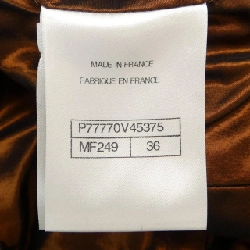 MADE IN FRANCE
FABRIQUE EN FRANCE
P77770V45375
MF249 36